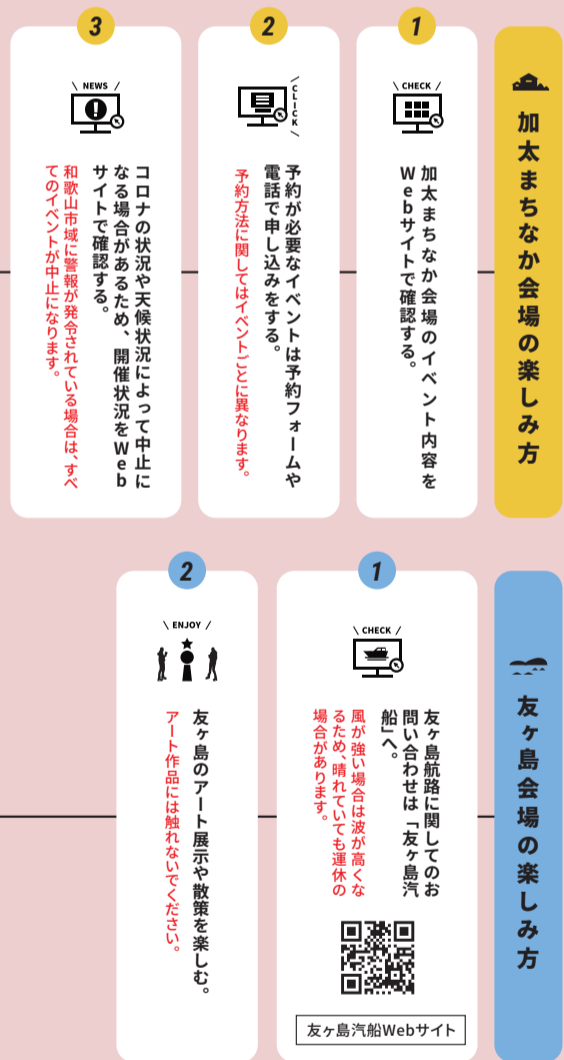 加太まちなか会場の楽しみ方
1
CHECK
加太まちなか会場のイベント内容を
Webサイトで確認する。
2
CLICK
予約が必要なイベントは予約フォームや
電話で申し込みをする。
予約方法に関してはイベントごとに異なります。
3
NEWS
コロナの状況や天候状況によって中止に
なる場合があるため、開催状況をWeb
サイトで確認する。
和歌山市域に警報が発令されている場合は、すべ
てのイベントが中止になります。
友ヶ島会場の楽しみ方
1
CHECK
友ヶ島航路に関してのお
問い合わせは「友ヶ島汽
船」へ。
風が強い場合は波が高くな
るため、晴れていても運休の
場合があります。
友ヶ島汽船Webサイト
2
ENJOY
友ヶ島のアート展示や散策を楽しむ。
アート作品には触れないでください。